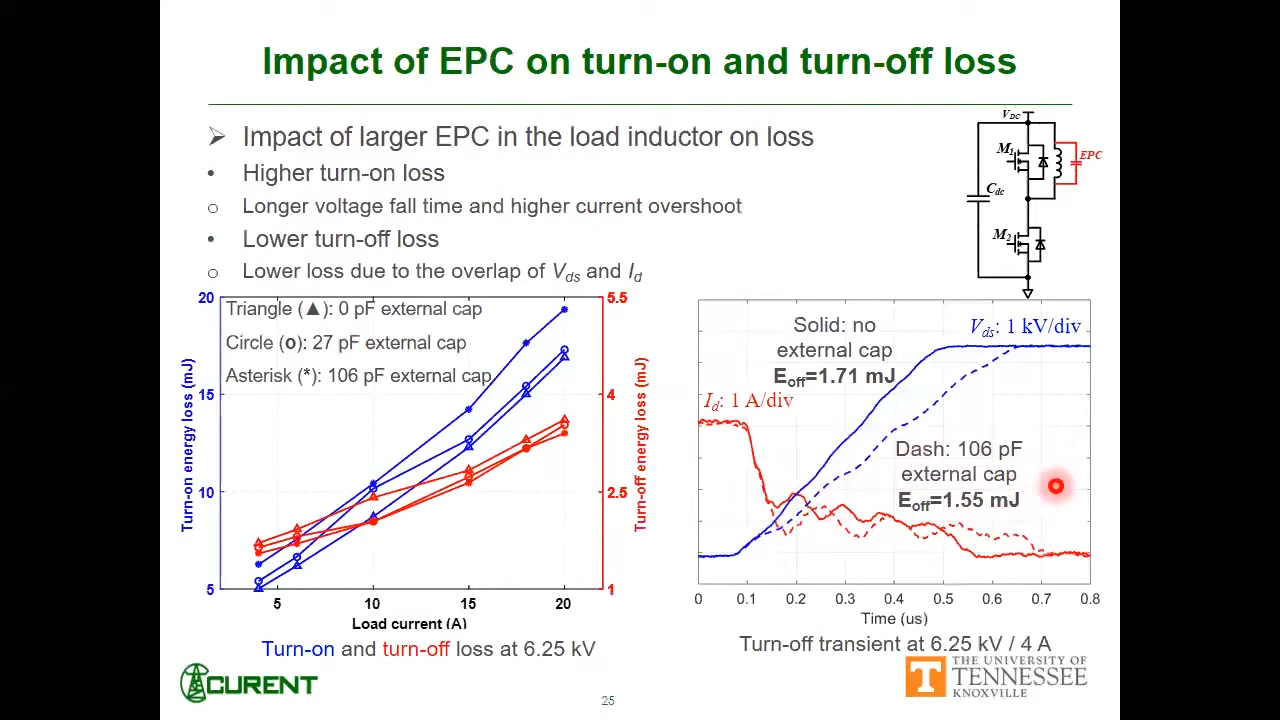 Impact of EPC on turn-on and turn-off loss
➢ Impact of larger EPC in the load inductor on loss
• Higher turn-on loss
o Longer voltage fall time and higher current overshoot
• Lower turn-off loss
o Lower loss due to the overlap of Vds and Id
VDC
M1
EPC
Cdc
M2
Triangle (▲): 0 pF external cap
Circle (o): 27 pF external cap
Asterisk (*): 106 pF external cap
Turn-on energy loss (mJ)
20
15
10
5
5.5
4
2.5
1
Turn-off energy loss (mJ)
5 10 15 20
Load current (A)
Turn-on and turn-off loss at 6.25 kV
Solid: no
external cap
Eoff=1.71 mJ
Vds: 1 kV/div
Id: 1 A/div
Dash: 106 pF
external cap
Eoff=1.55 mJ
0 0.1 0.2 0.3 0.4 0.5 0.6 0.7 0.8
Time (us)
Turn-off transient at 6.25 kV / 4 A
CURENT
25
T
THE UNIVERSITY OF
TENNESSEE
KNOXVILLE